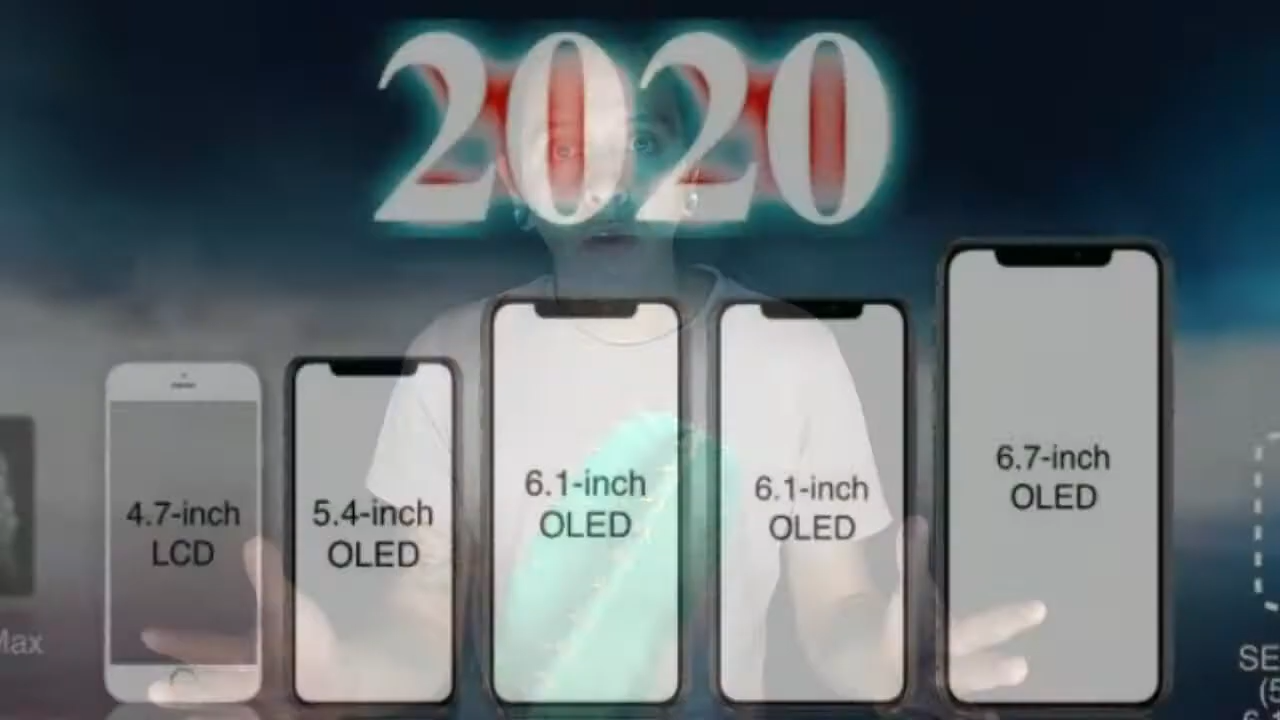 2020
4.7-inch
LCD
5.4-inch
OLED
6.1-inch
OLED
6.1-inch
OLED
6.7-inch
OLED
Max
SE
(5